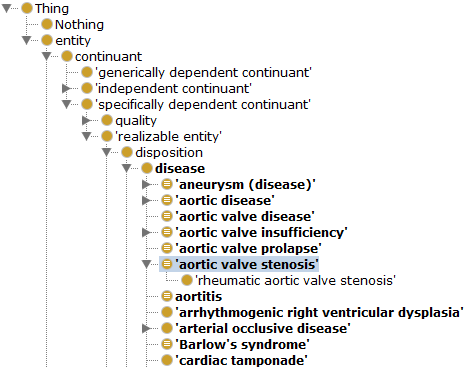 Thing
Nothing
entity
continuant
'generically dependent continuant'
'independent continuant'
'specifically dependent continuant'
quality
'realizable entity'
disposition
disease
'aneurysm (disease)'
'aortic disease'
'aortic valve disease'
'aortic valve insufficiency'
'aortic valve prolapse'
'aortic valve stenosis'
'rheumatic aortic valve stenosis'
aortitis
'arrhythmogenic right ventricular dysplasia'
'arterial occlusive disease'
'Barlow's syndrome'
'cardiac tamponade'